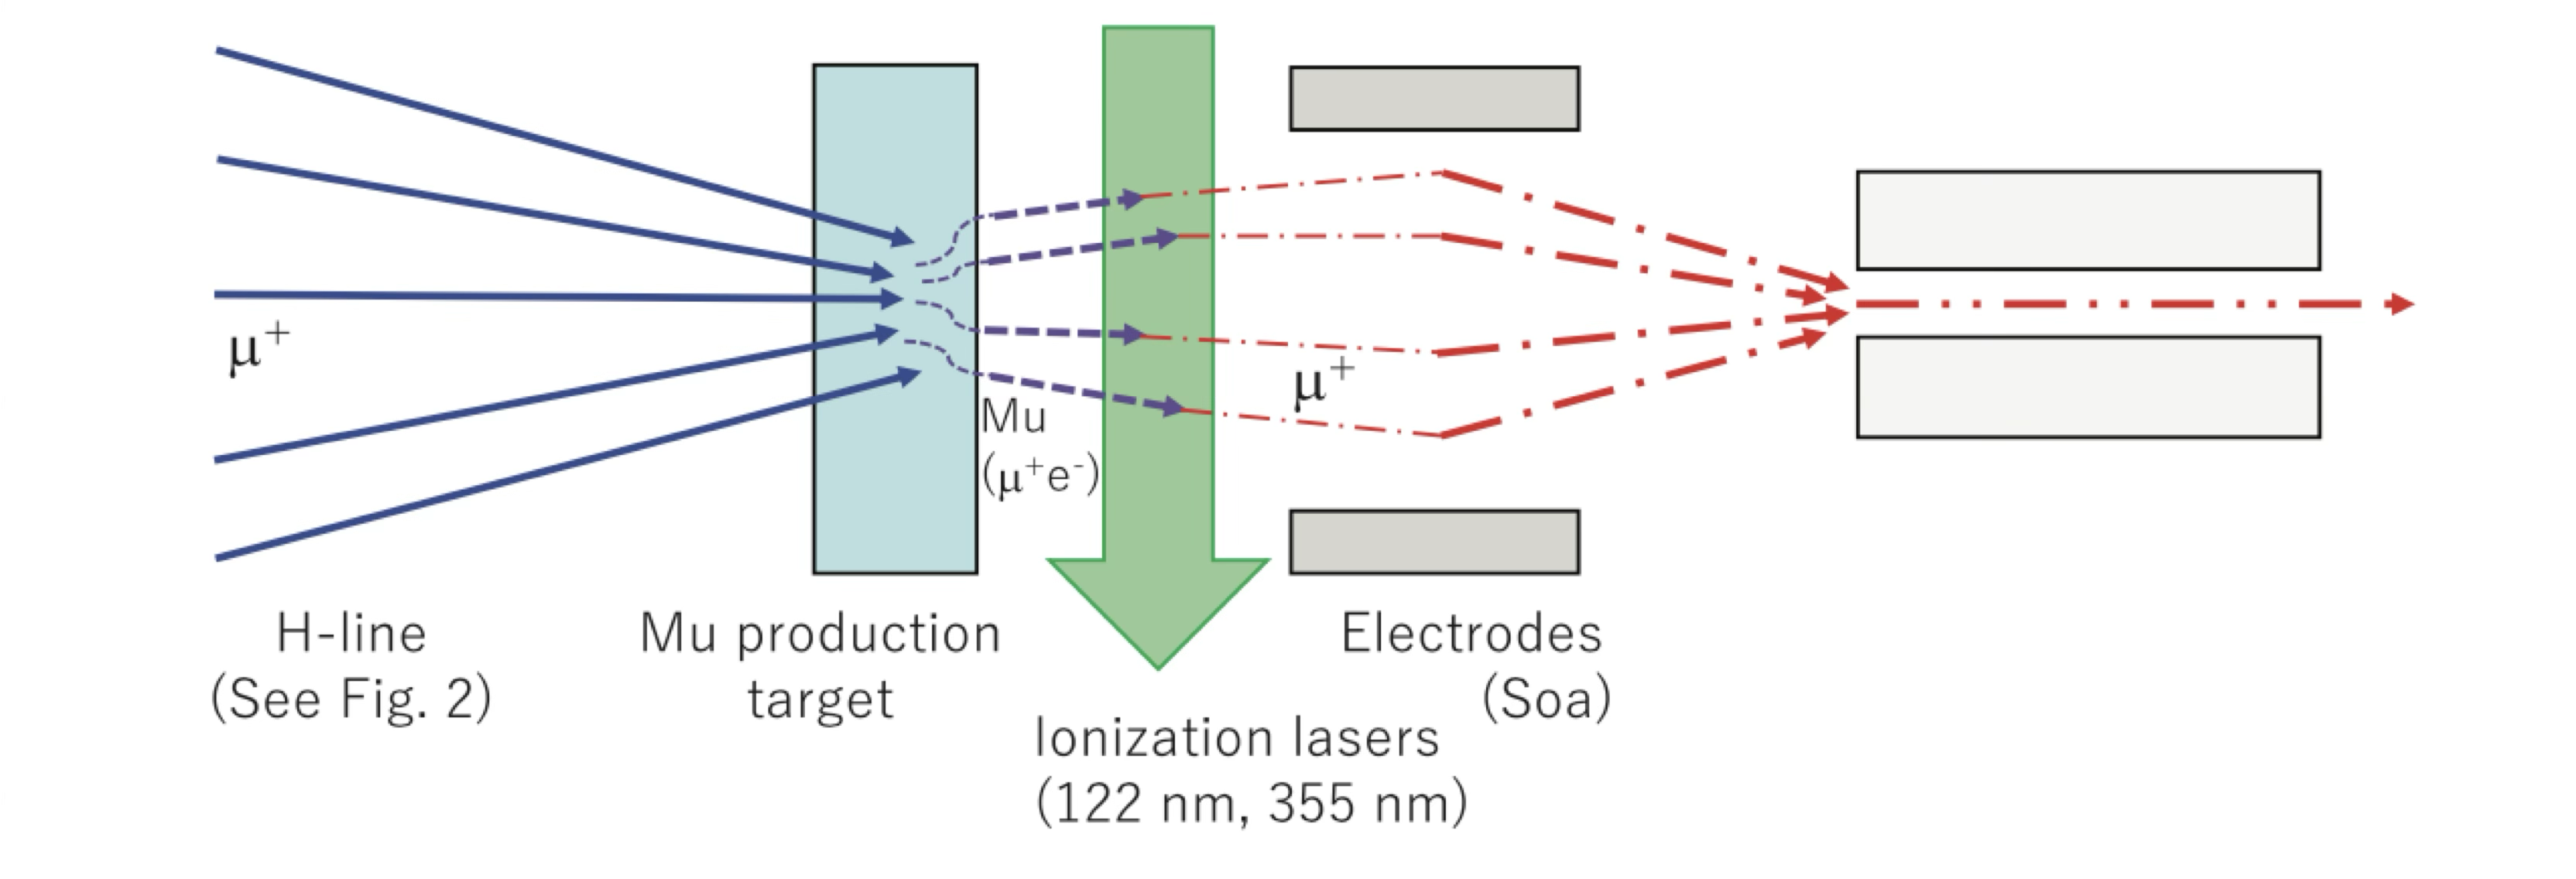 μ+
H-line
(See Fig. 2)
Mu production
target
Mu
(μ+e-)
Ionization lasers
(122 nm, 355 nm)
μ+
Electrodes
(Soa)